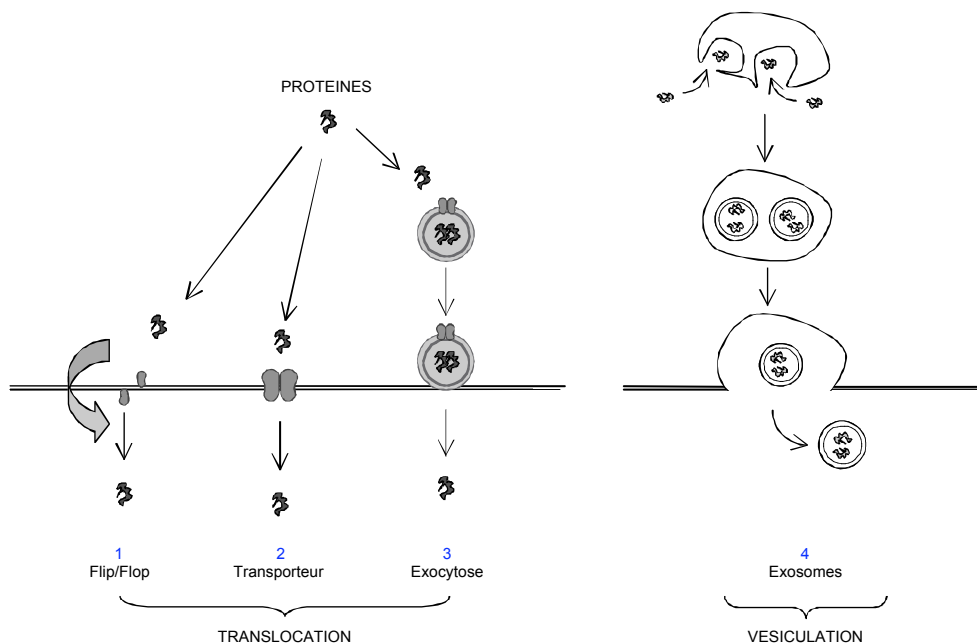 PROTEINES
1
Flip/Flop
2
Transporteur
3
Exocytose
4
Exosomes
TRANSLOCATION
VESICULATION